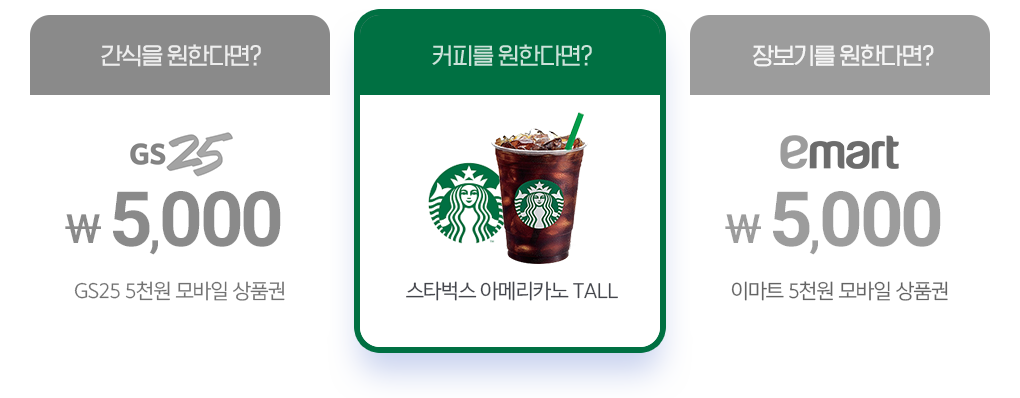 간식을 원한다면?
GS25
₩ 5,000
GS25 5천원 모바일 상품권
커피를 원한다면?
스타벅스 아메리카노 TALL
장보기를 원한다면?
emart
₩ 5,000
이마트 5천원 모바일 상품권